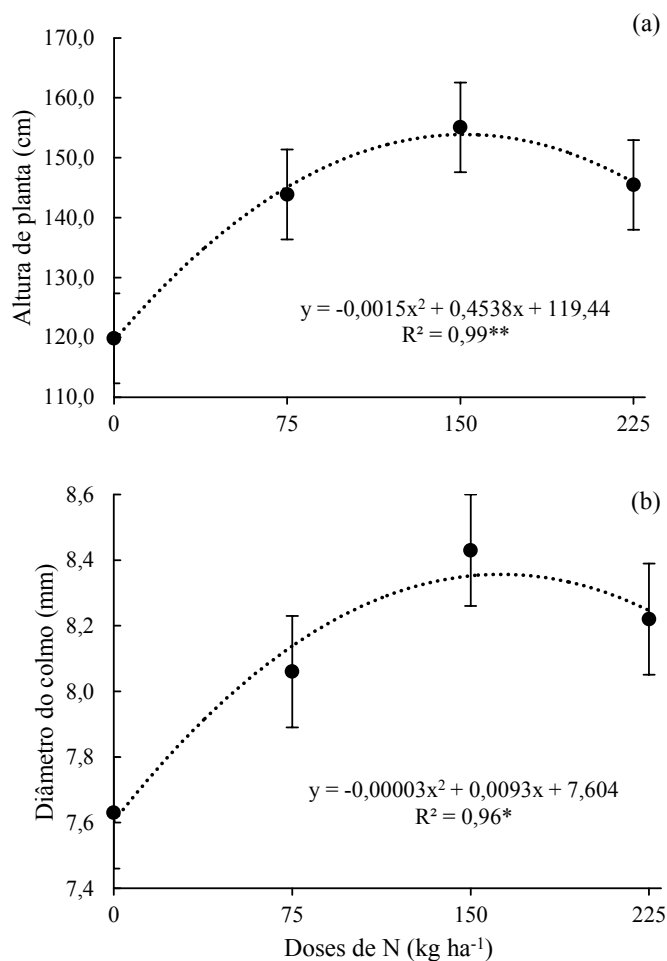 (a)
170,0
160,0
150,0
140,0
130,0
120,0
110,0
Altura de planta (cm)
y = -0,0015x² + 0,4538x + 119,44
R² = 0,99**
0 75 150 225
(b)
8,6
8,4
8,2
8,0
7,8
7,6
7,4
Diâmetro do colmo (mm)
y = -0,00003x² + 0,0093x + 7,604
R² = 0,96*
0 75 150 225
Doses de N (kg ha⁻¹)